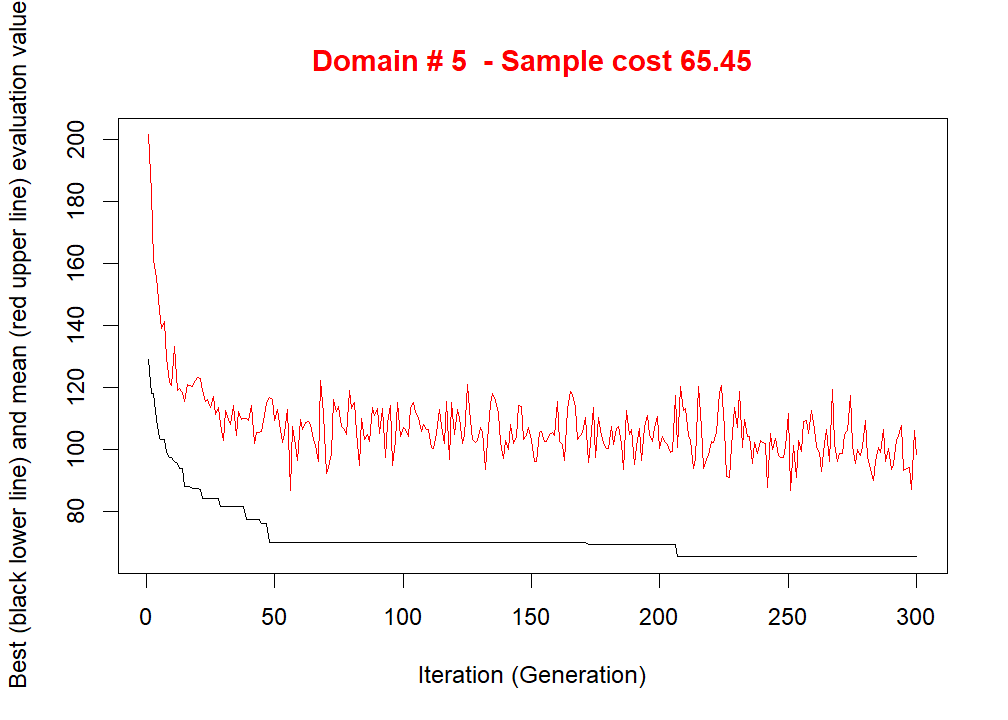 Domain # 5  - Sample cost 65.45
Best (black lower line) and mean (red upper line) evaluation value
200
180
160
140
120
100
80
0 50 100 150 200 250 300
Iteration (Generation)